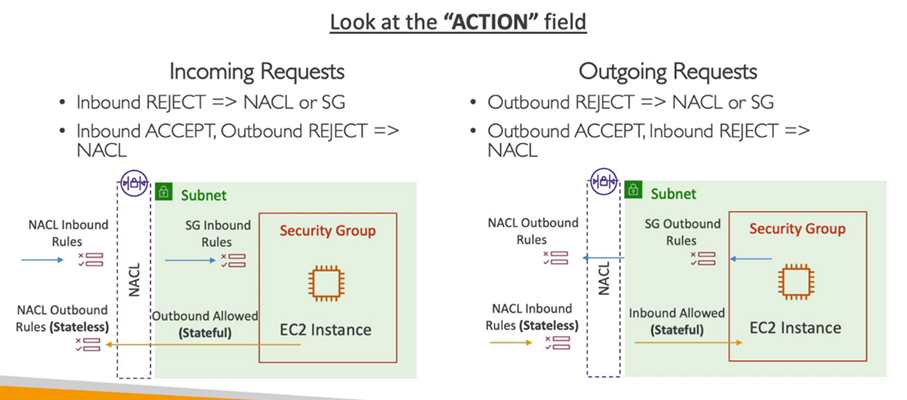 Look at the “ACTION” field
Incoming Requests
• Inbound REJECT => NACL or SG
• Inbound ACCEPT, Outbound REJECT =>
NACL
Subnet
NACL Inbound
Rules
SG Inbound
Rules
Security Group
NACL
NACL Outbound
Rules (Stateless)
Outbound Allowed
(Stateful)
EC2 Instance
Outgoing Requests
• Outbound REJECT => NACL or SG
• Outbound ACCEPT, Inbound REJECT =>
NACL
Subnet
NACL Outbound
Rules
SG Outbound
Rules
Security Group
NACL
NACL Inbound
Rules (Stateless)
Inbound Allowed
(Stateful)
EC2 Instance